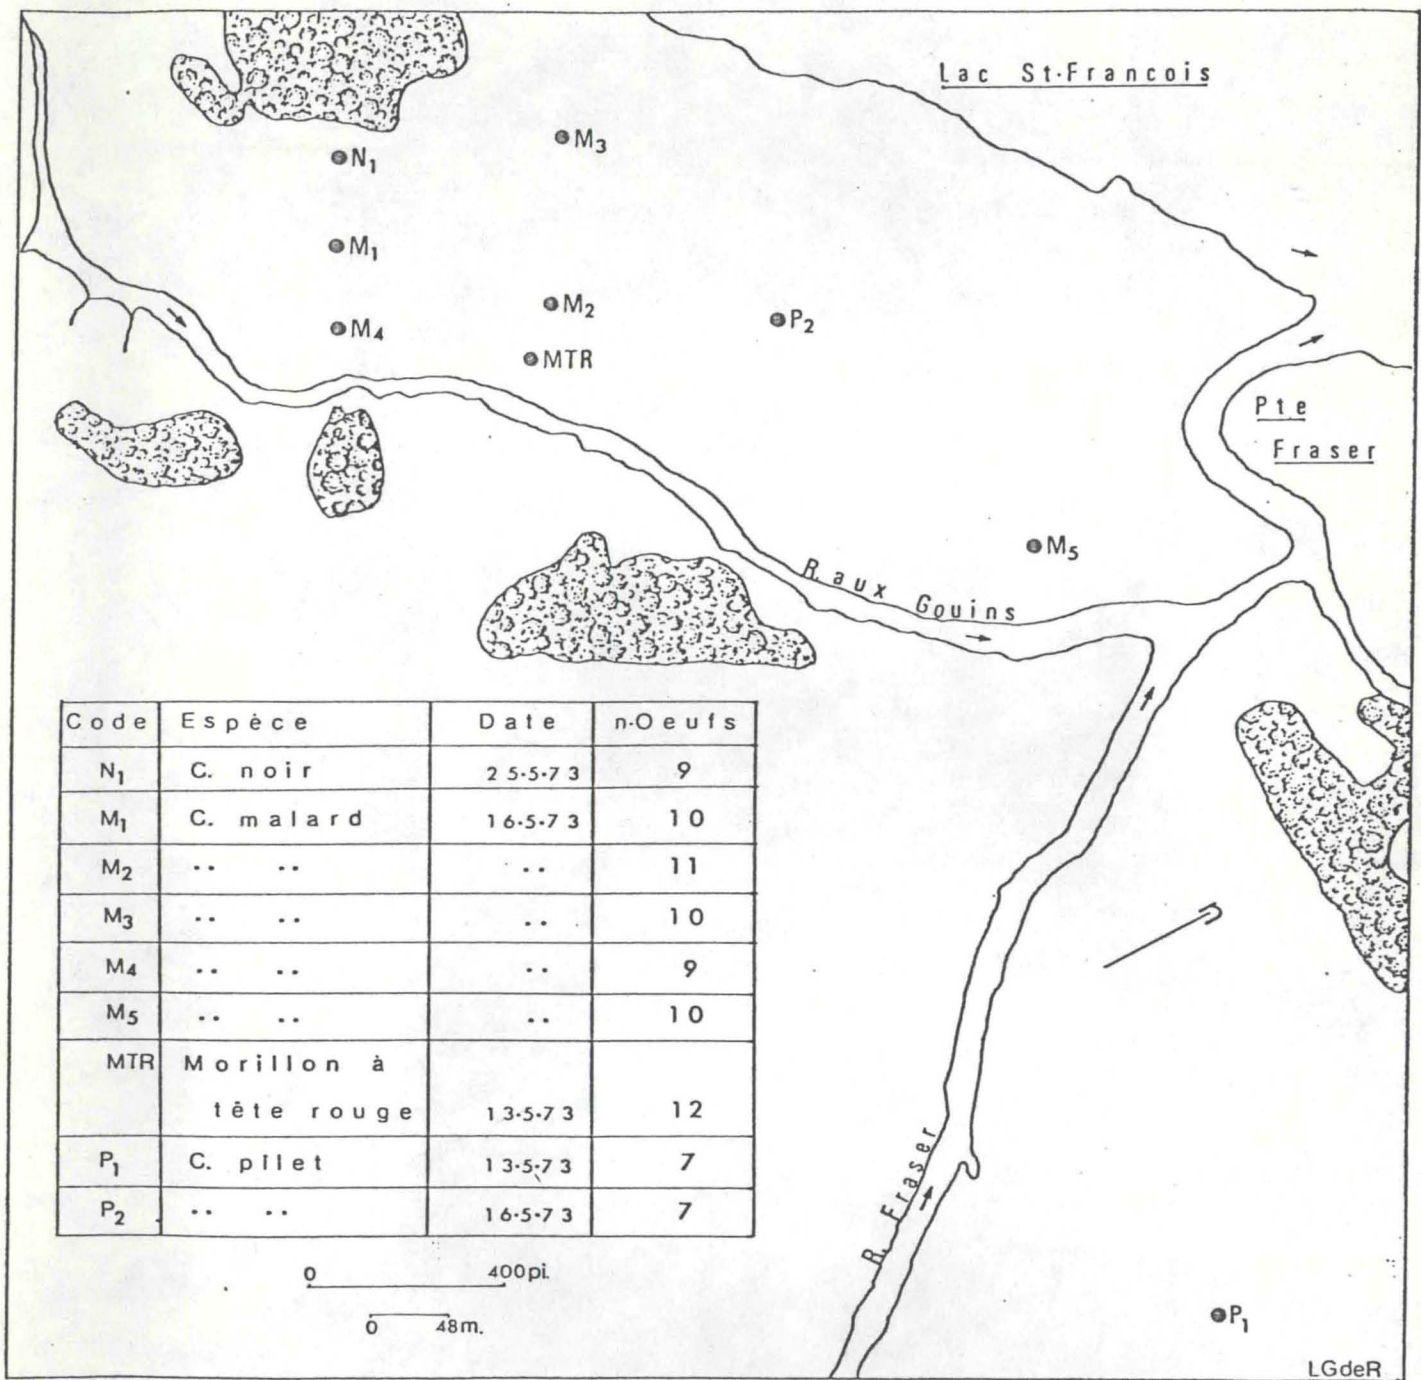 Lac St-Francois
M3
N1
M1
M2
P2
M4
MTR
Pte
Fraser
M5
R. aux Gouins
Code Espèce Date n·Oeufs
N1 C. noir 25·5·73 9
M1 C. malard 16·5·73 10
M2 ·· ·· ·· 11
M3 ·· ·· ·· 10
M4 ·· ·· ·· 9
M5 ·· ·· ·· 10
MTR Morillon à
tête rouge 13·5·73 12
P1 C. pilet 13·5·73 7
P2 ·· ·· 16·5·73 7
R. Fraser
0 400pi.
0 48m.
P1
LGdeR